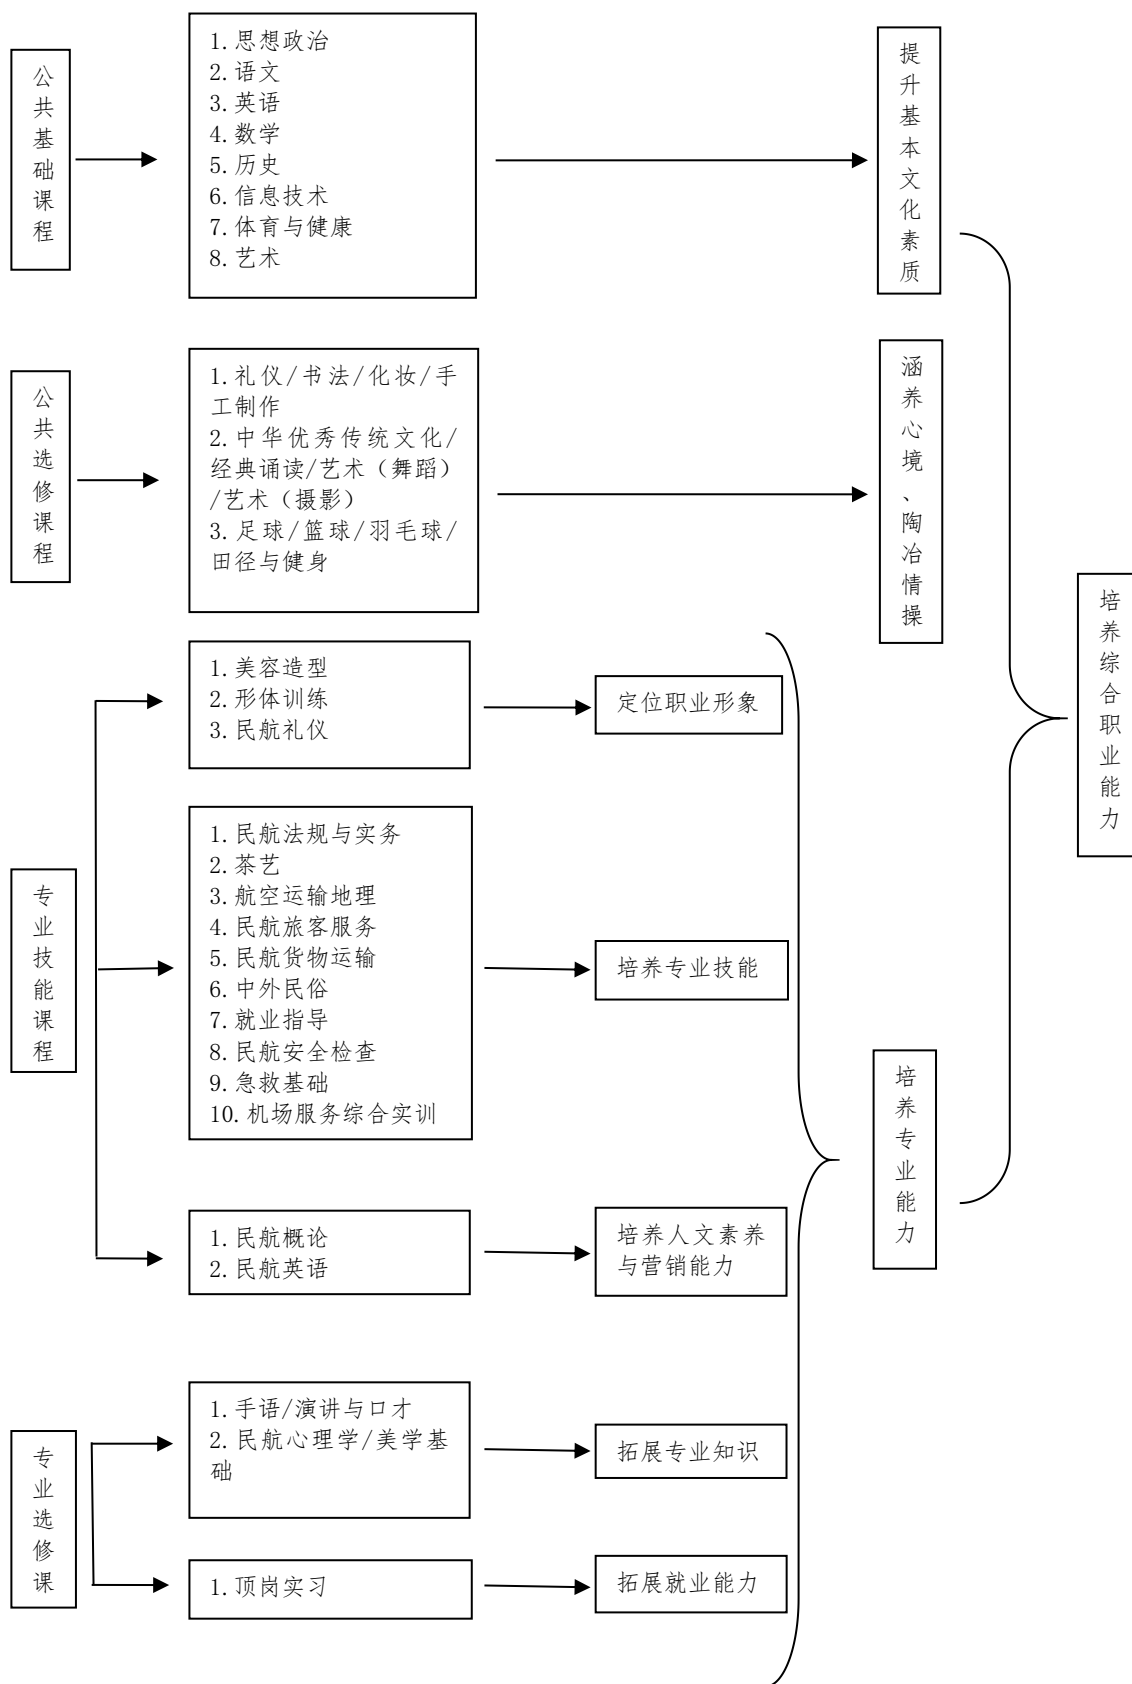 公共基础课程
1.思想政治
2.语文
3.英语
4.数学
5.历史
6.信息技术
7.体育与健康
8.艺术
提升基本文化素质
公共选修课程
1.礼仪/书法/化妆/手
工制作
2.中华优秀传统文化/
经典诵读/艺术（舞蹈）
/艺术（摄影）
3.足球/篮球/羽毛球/
田径与健身
涵养心境、陶冶情操
专业技能课程
1.美容造型
2.形体训练
3.民航礼仪
定位职业形象
1.民航法规与实务
2.茶艺
3.航空运输地理
4.民航旅客服务
5.民航货物运输
6.中外民俗
7.就业指导
8.民航安全检查
9.急救基础
10.机场服务综合实训
培养专业技能
1.民航概论
2.民航英语
培养人文素养
与营销能力
专业选修课
1.手语/演讲与口才
2.民航心理学/美学基
础
拓展专业知识
1.顶岗实习
拓展就业能力
培养专业能力
培养综合职业能力